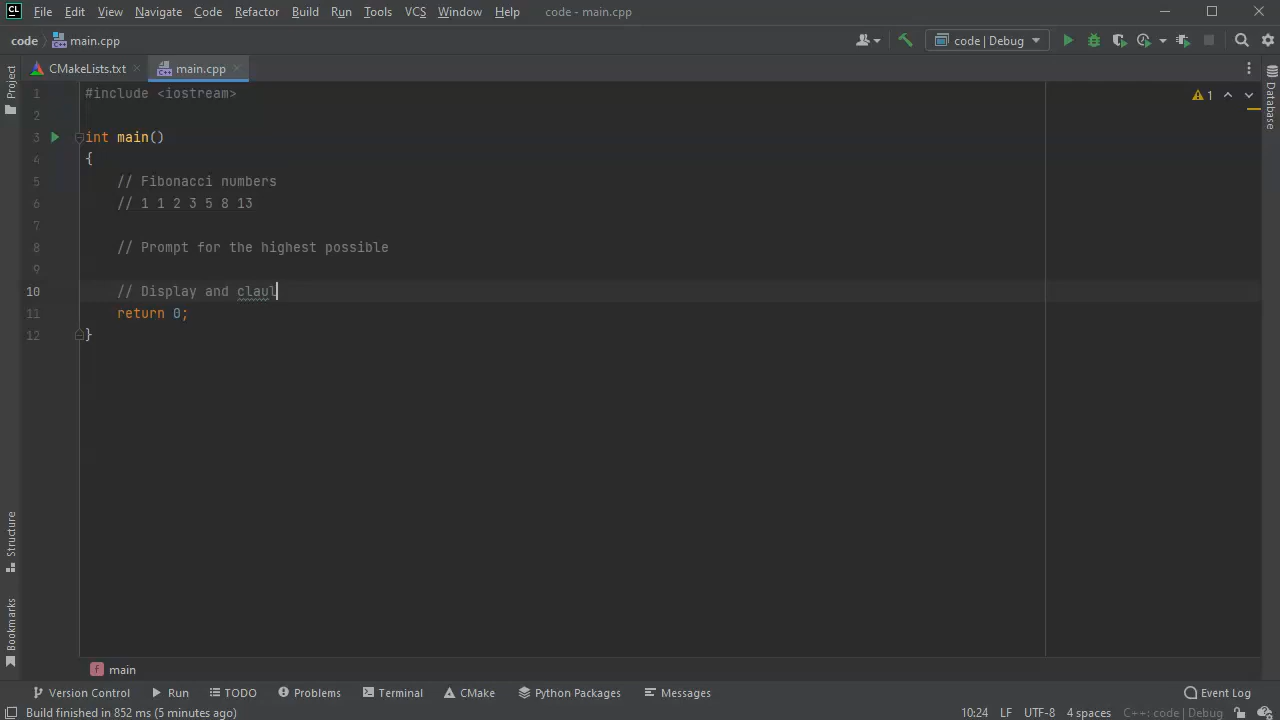 CL File Edit View Navigate Code Refactor Build Run Tools VCS Window Help code - main.cpp
code main.cpp code | Debug
Project CMakeLists.txt main.cpp Database
1 #include <iostream> 1
2
3 int main()
4 {
5 // Fibonacci numbers
6 // 1 1 2 3 5 8 13
7
8 // Prompt for the highest possible
9
10 // Display and claul
11 return 0;
12 }
Structure
Bookmarks
f main
Version Control Run TODO Problems Terminal CMake Python Packages Messages Event Log
Build finished in 852 ms (5 minutes ago) 10:24 LF UTF-8 4 spaces C++: code | Debug